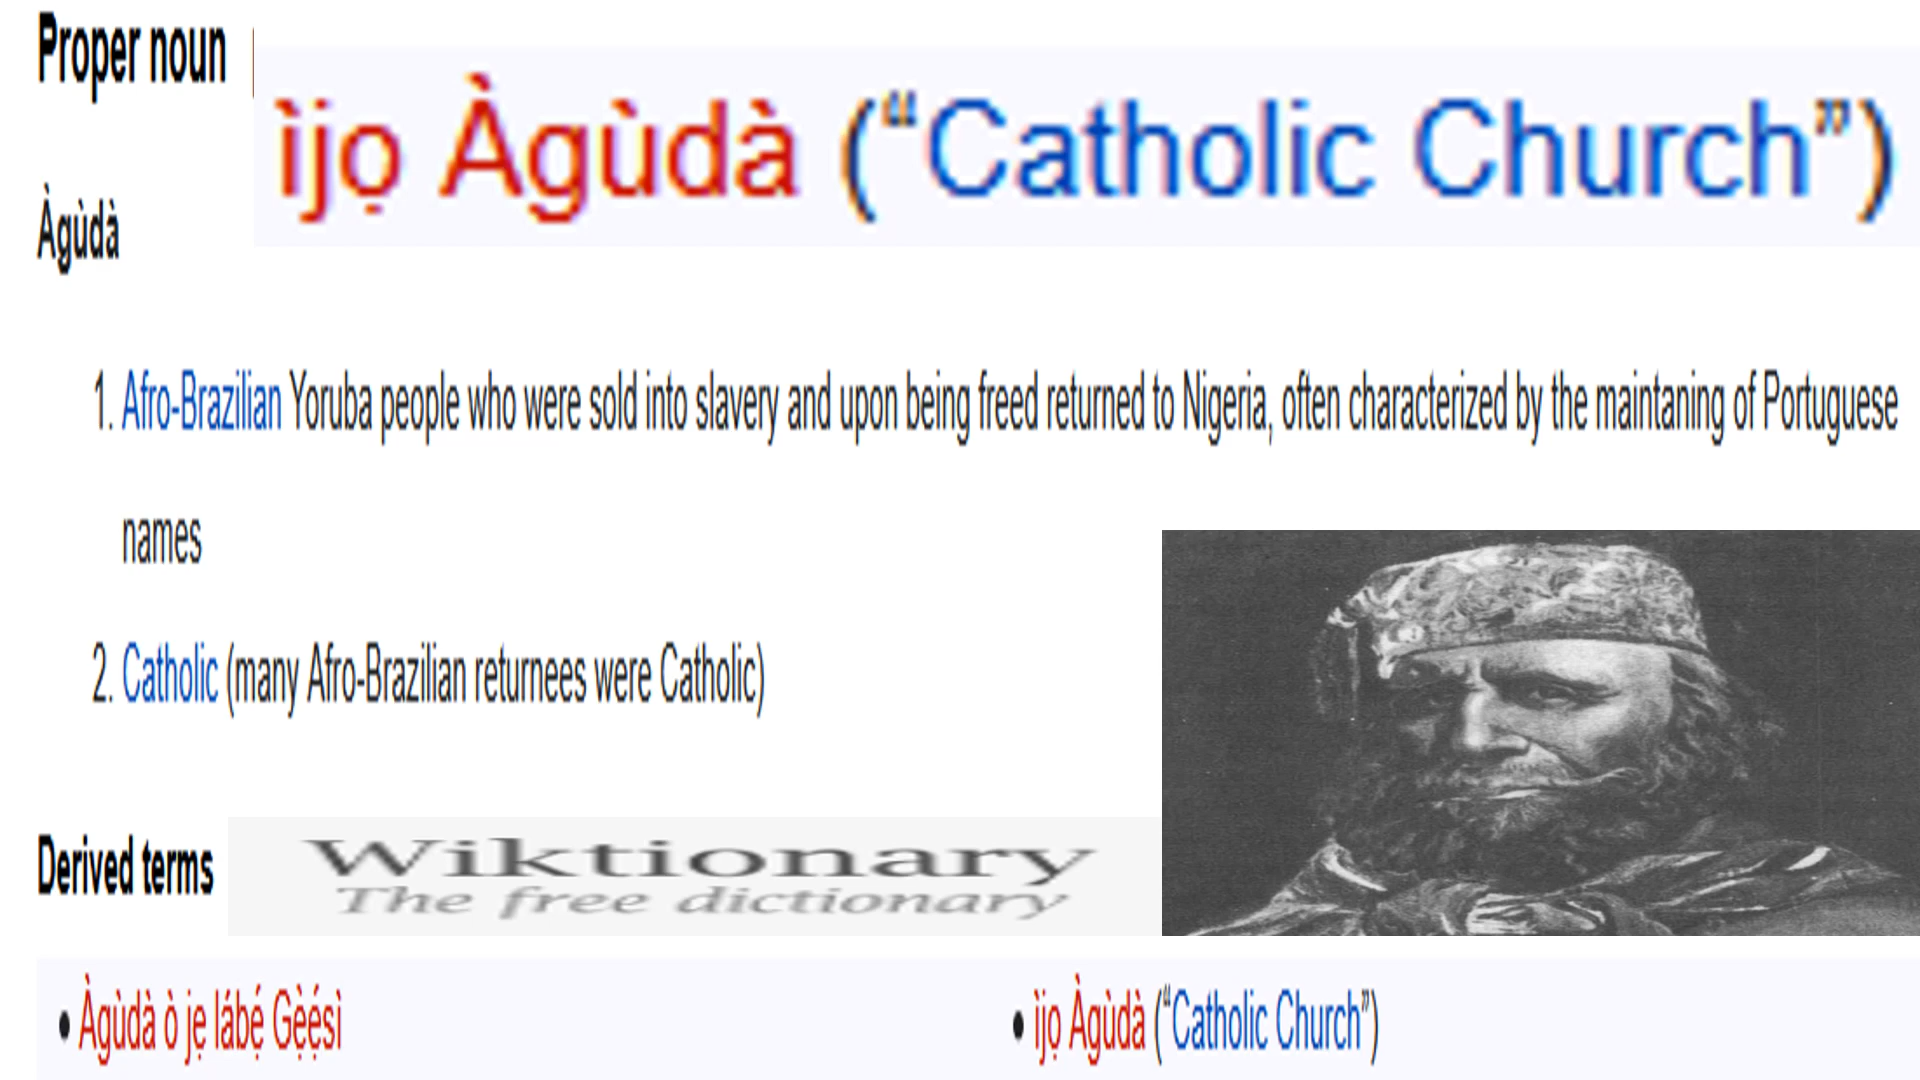 Proper noun
ìjọ Àgùdà (“Catholic Church”)
Àgùdà
1. Afro-Brazilian Yoruba people who were sold into slavery and upon being freed returned to Nigeria, often characterized by the maintaning of Portuguese
names
2. Catholic (many Afro-Brazilian returnees were Catholic)
Derived terms
Wiktionary
The free dictionary
• Àgùdà ò jẹ lábẹ́ Gẹ̀ẹ́sì
• ìjọ Àgùdà (“Catholic Church”)